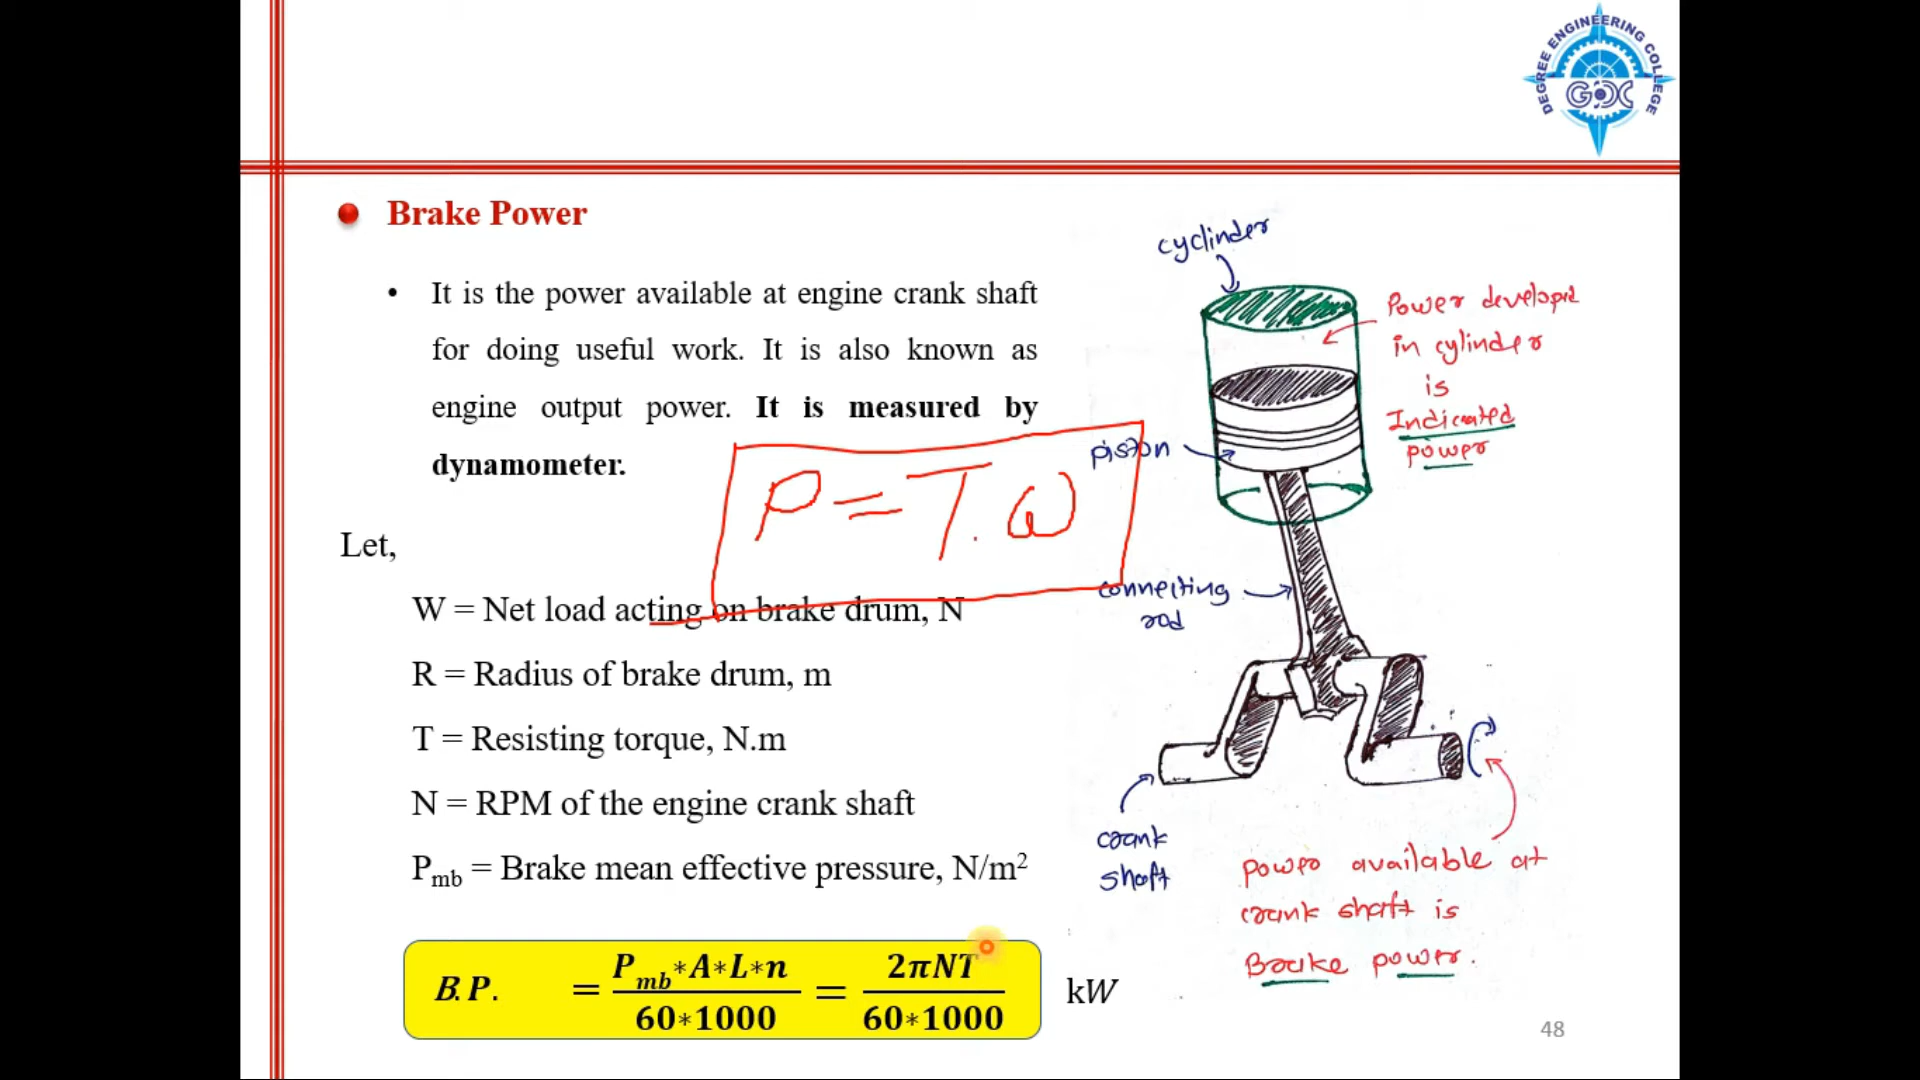 DEGREE ENGINEERING COLLEGE
GEC
Brake Power
• It is the power available at engine crank shaft
for doing useful work. It is also known as
engine output power. It is measured by
dynamometer.
P = T.ω
Let,
W = Net load acting on brake drum, N
R = Radius of brake drum, m
T = Resisting torque, N.m
N = RPM of the engine crank shaft
Pmb = Brake mean effective pressure, N/m²
B.P. = Pmb*A*L*n / 60*1000 = 2πNT / 60*1000 kW
cyclinder
Power developed
in cylinder
is
Indicated
power
piston
connecting
rod
crank
shaft
power available at
crank shaft is
Brake power.
48